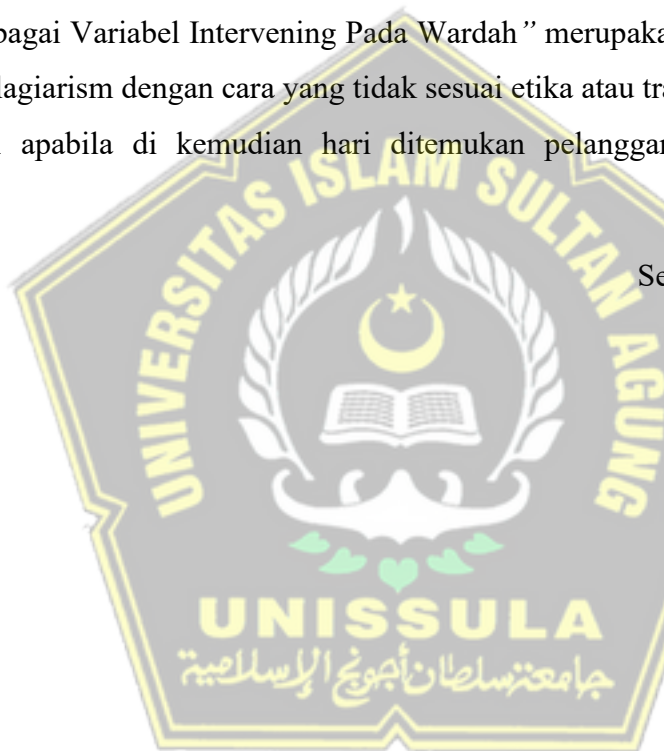 bagai Variabel Intervening Pada Wardah” merupaka
lagiarism dengan cara yang tidak sesuai etika atau tra
apabila di kemudian hari ditemukan pelanggar
Se
UNIVERSITAS ISLAM SULTAN AGUNG
UNISSULA
جامعة سلطان أجونج الإسلامية